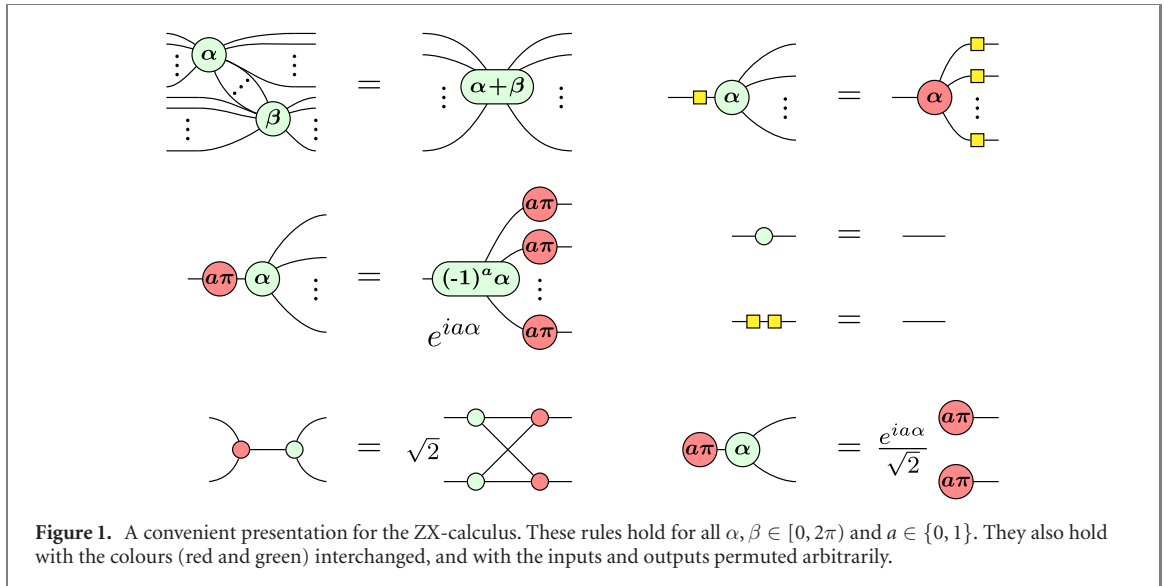 α
β
=
α+β
α
=
α
aπ
α
=
(-1)^a α
aπ
aπ
aπ
e^{iaα}
=
=
=
√2
aπ
α
=
e^{iaα}/√2
aπ
aπ
Figure 1. A convenient presentation for the ZX-calculus. These rules hold for all α, β ∈ [0, 2π) and a ∈ {0, 1}. They also hold
with the colours (red and green) interchanged, and with the inputs and outputs permuted arbitrarily.